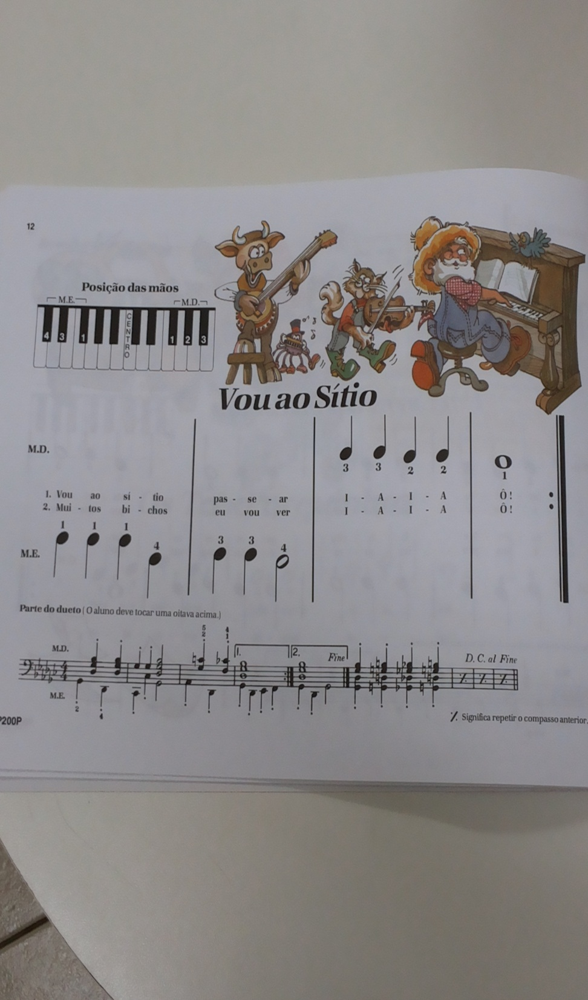 12
Posição das mãos
M.E. M.D.
4 3 1 CENTRO 1 2 3
Vou ao Sítio
M.D.
3 3 2 2 1
1. Vou ao sí - tio pas - se - ar I - A - I - A Ô!
2. Mui - tos bi - chos eu vou ver I - A - I - A Ô!
1 1 1 4 3 3 4
M.E.
Parte do dueto ( O aluno deve tocar uma oitava acima.)
5 4
2 1
M.D. 1. 2. Fine D. C. al Fine
4
4
M.E.
2 4
P200P
Significa repetir o compasso anterior.